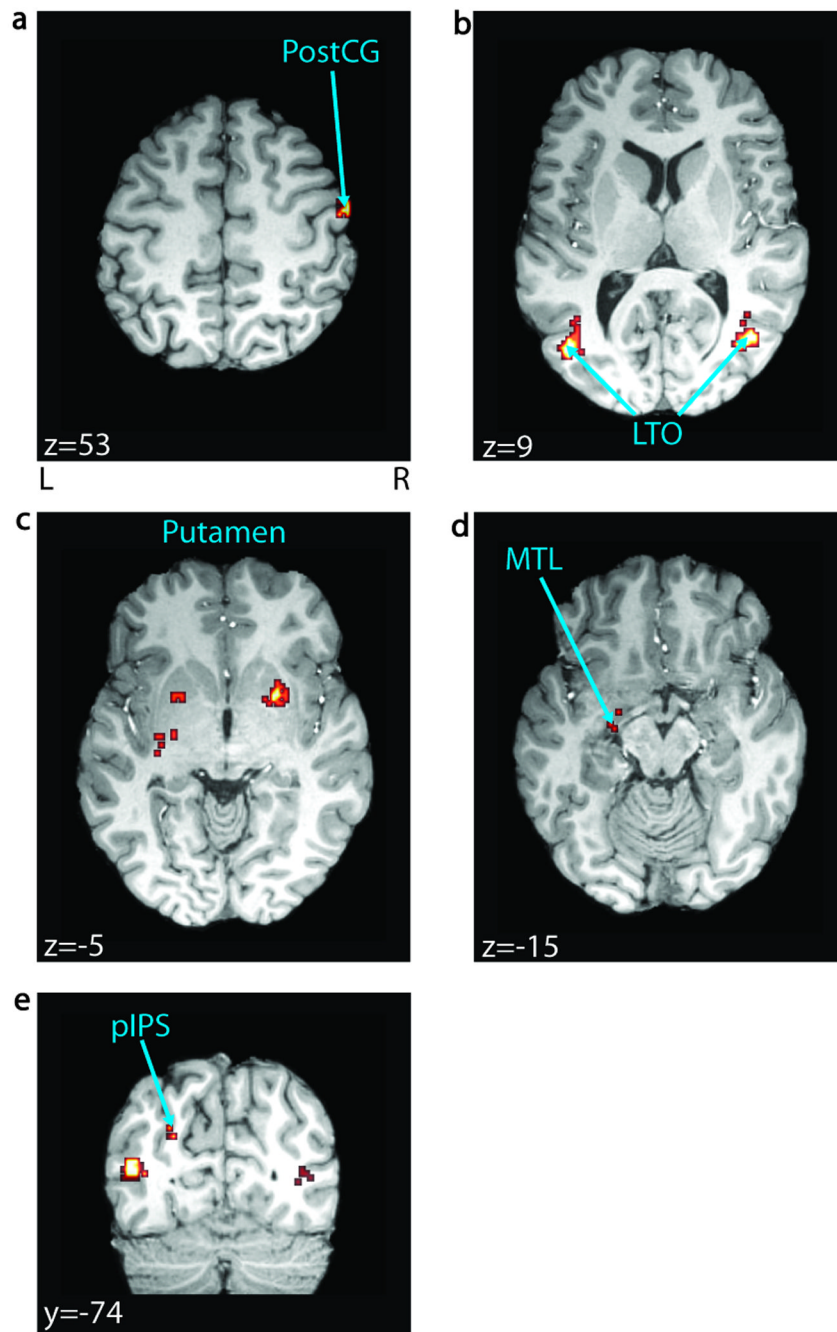 a
PostCG
z=53
L
R
b
LTO
z=9
c
Putamen
z=-5
d
MTL
z=-15
e
pIPS
y=-74